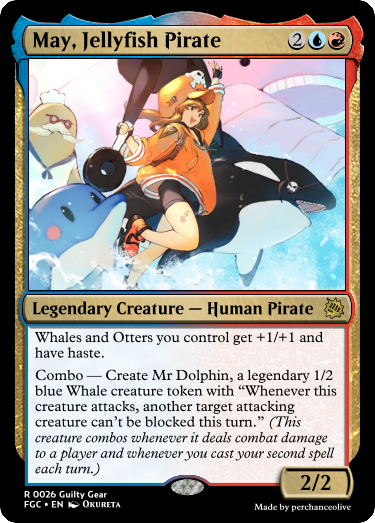 May, Jellyfish Pirate 2
Legendary Creature — Human Pirate
Whales and Otters you control get +1/+1 and
have haste.
Combo — Create Mr Dolphin, a legendary 1/2
blue Whale creature token with “Whenever this
creature attacks, another target attacking
creature can’t be blocked this turn.” (This
creature combos whenever it deals combat damage
to a player and whenever you cast your second spell
each turn.)
2/2
R 0026 Guilty Gear
FGC • EN Okureta
Made by perchanceolive